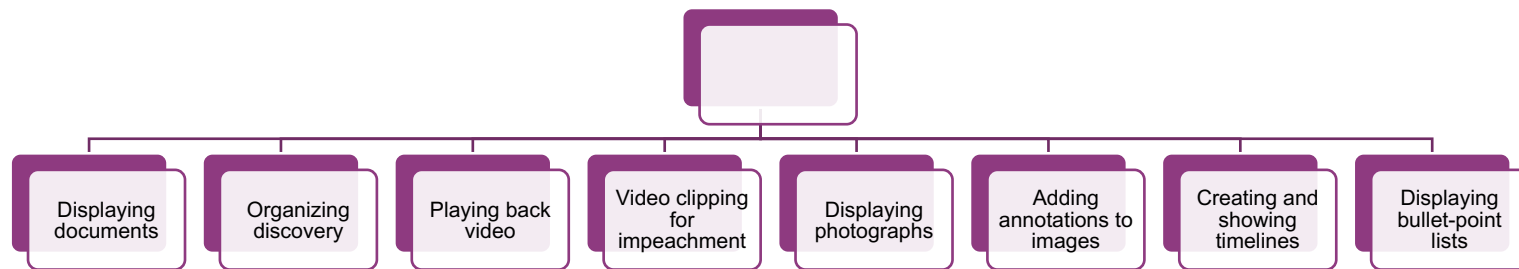 Displaying
documents
Organizing
discovery
Playing back
video
Video clipping
for
impeachment
Displaying
photographs
Adding
annotations to
images
Creating and
showing
timelines
Displaying
bullet-point
lists